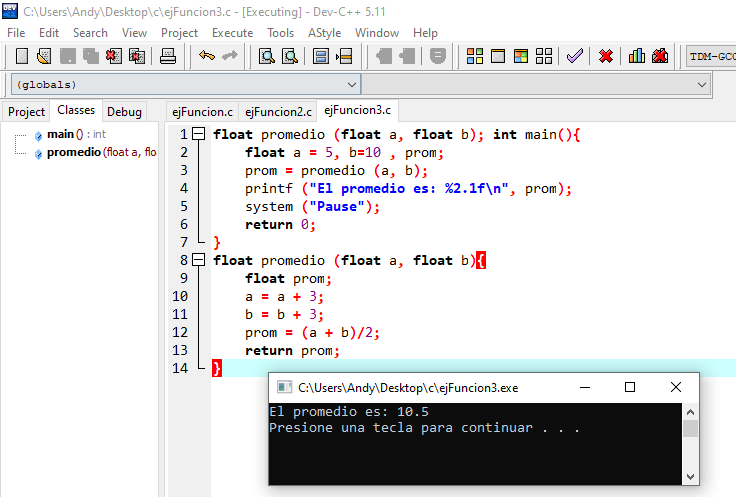 C:\Users\Andy\Desktop\c\ejFuncion3.c - [Executing] - Dev-C++ 5.11
File Edit Search View Project Execute Tools AStyle Window Help
TDM-GCC
(globals)
Project Classes Debug
main () : int
promedio (float a, flo
ejFuncion.c ejFuncion2.c ejFuncion3.c
1 float promedio (float a, float b); int main(){
2 float a = 5, b=10 , prom;
3 prom = promedio (a, b);
4 printf ("El promedio es: %2.1f\n", prom);
5 system ("Pause");
6 return 0;
7 }
8 float promedio (float a, float b){
9 float prom;
10 a = a + 3;
11 b = b + 3;
12 prom = (a + b)/2;
13 return prom;
14 }
C:\Users\Andy\Desktop\c\ejFuncion3.exe
El promedio es: 10.5
Presione una tecla para continuar . . .